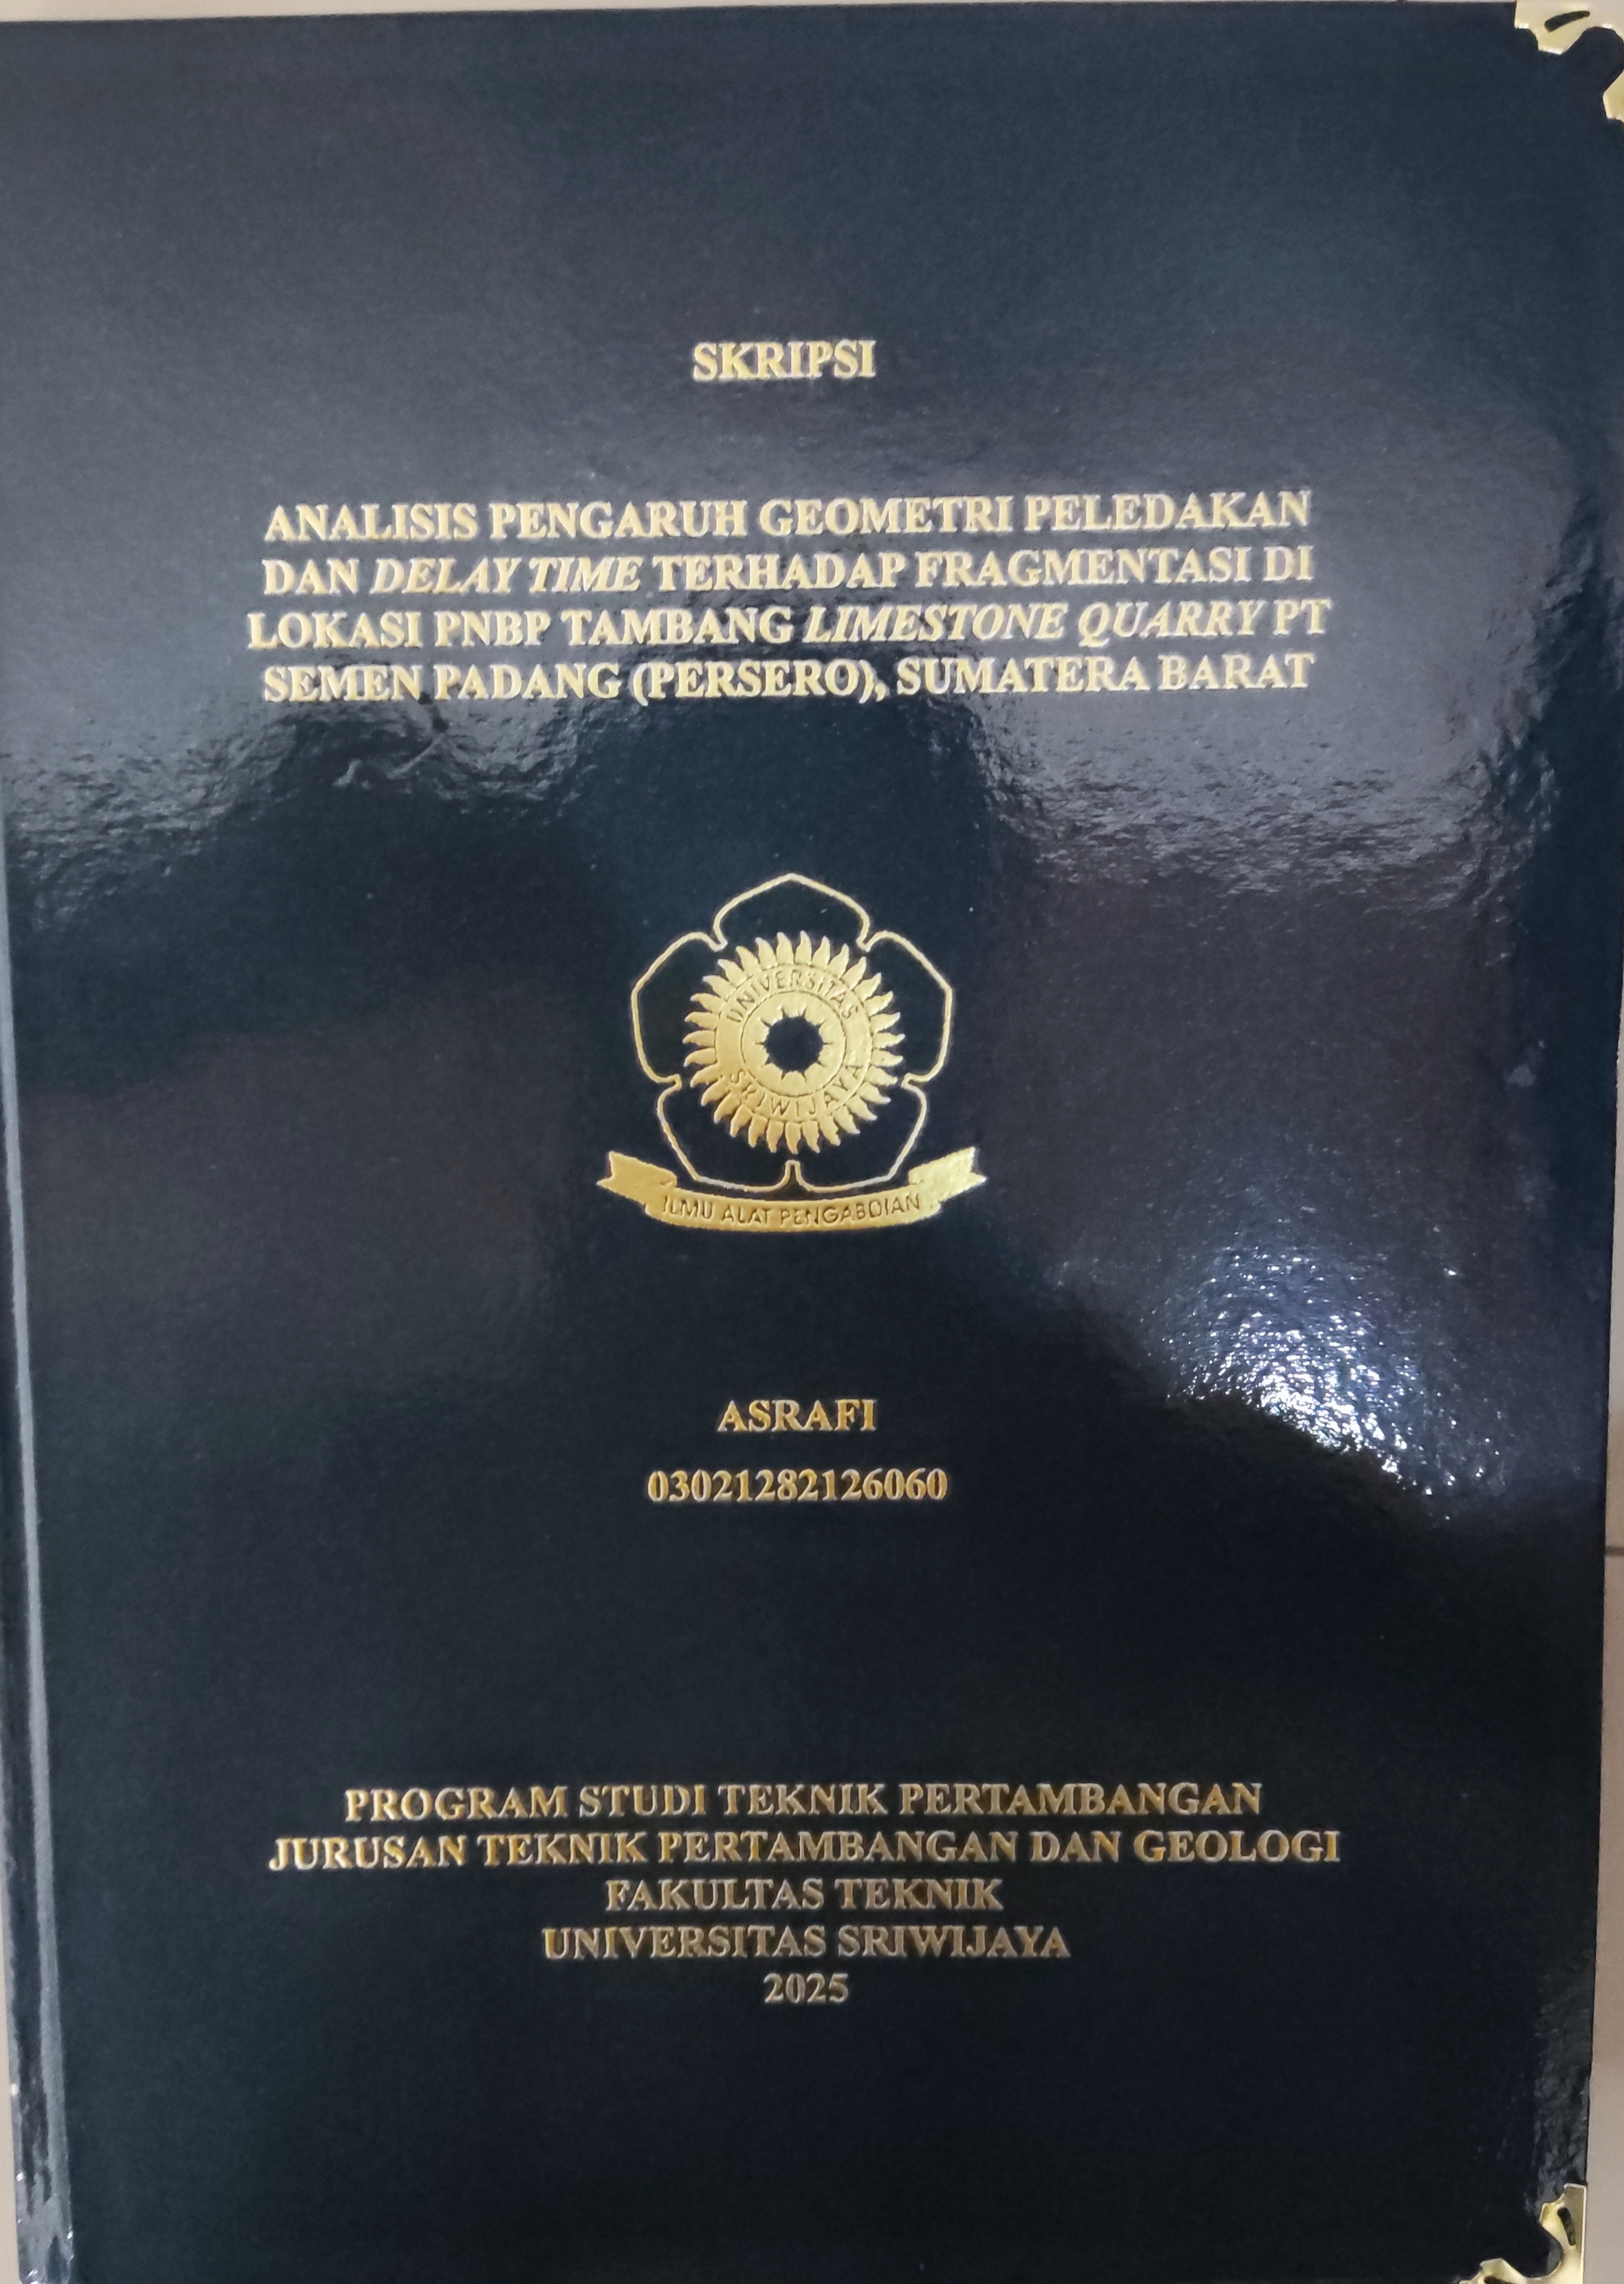 SKRIPSI
ANALISIS PENGARUH GEOMETRI PELEDAKAN
DAN DELAY TIME TERHADAP FRAGMENTASI DI
LOKASI PNBP TAMBANG LIMESTONE QUARRY PT
SEMEN PADANG (PERSERO), SUMATERA BARAT
UNIVERSITAS
SRIWIJAYA
ILMU ALAT PENGABDIAN
ASRAFI
03021282126060
PROGRAM STUDI TEKNIK PERTAMBANGAN
JURUSAN TEKNIK PERTAMBANGAN DAN GEOLOGI
FAKULTAS TEKNIK
UNIVERSITAS SRIWIJAYA
2025